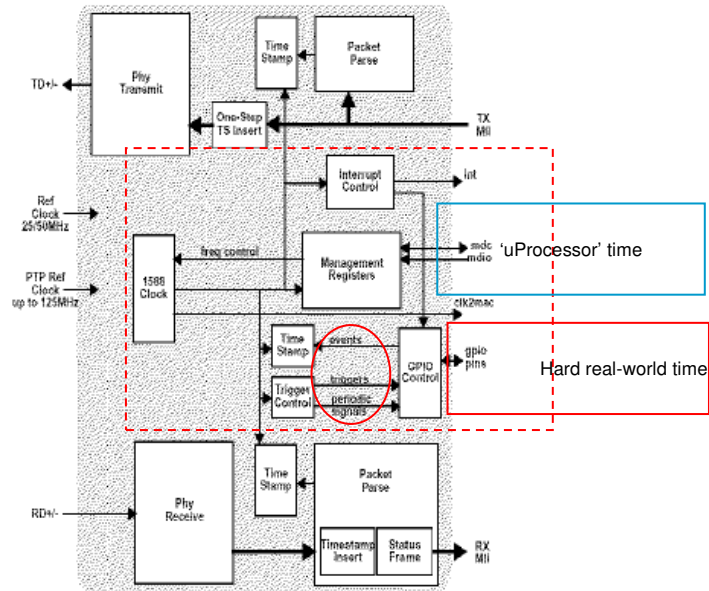 Time
Stamp
Packet
Parse
Phy
Transmit
TD+/-
One-Step
TS Insert
TX
MII
Interrupt
Control
int
Ref
Clock
25/50MHz
freq control
Management
Registers
mdc
mdio
'uProcessor' time
PTP Ref
Clock
up to 125MHz
1588
Clock
clk2mac
Time
Stamp
events
GPIO
Control
gpio
pins
Hard real-world time
Trigger
Control
triggers
periodic
signals
Time
Stamp
Packet
Parse
Phy
Receive
RD+/-
Timestamp
Insert
Status
Frame
RX
MII